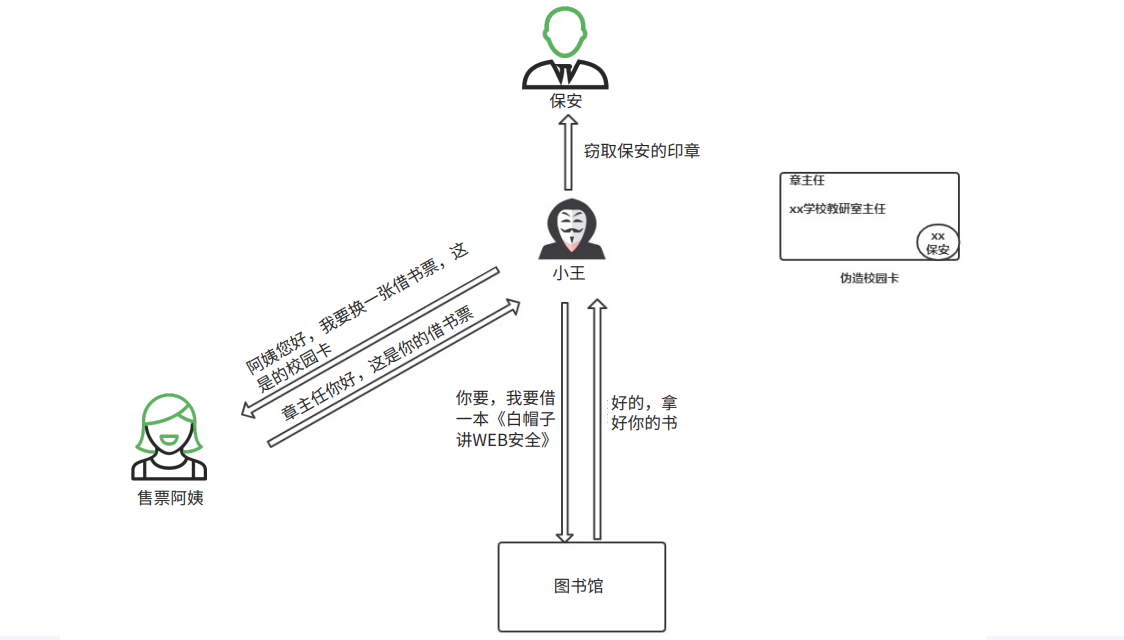 保安
窃取保安的印章
章主任
xx学校教研室主任
xx
保安
伪造校园卡
小王
阿姨您好，我要换一张借书票，这
是的校园卡
章主任你好，这是你的借书票
你要，我要借
一本《白帽子
讲WEB安全》
好的，拿
好你的书
售票阿姨
图书馆